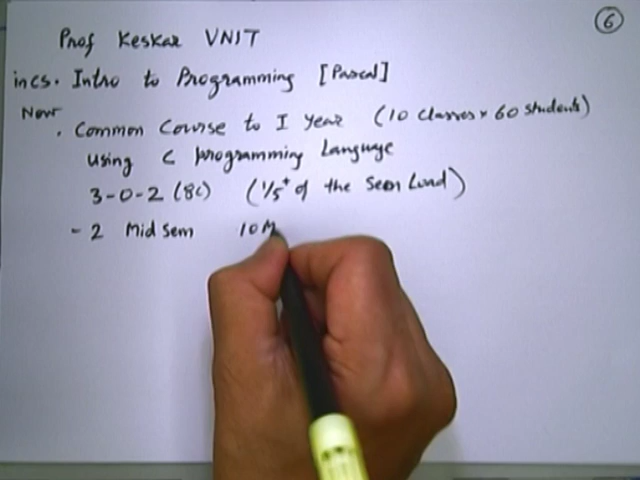 6
Prof Keskar VNIT
incs. Intro to Programming [Pascal]
Now
. Common Course to I Year (10 Classes × 60 Students)
using C programming Language
3-0-2 (8C) (1/5+ of the Sem Load)
- 2 Mid Sem 10M